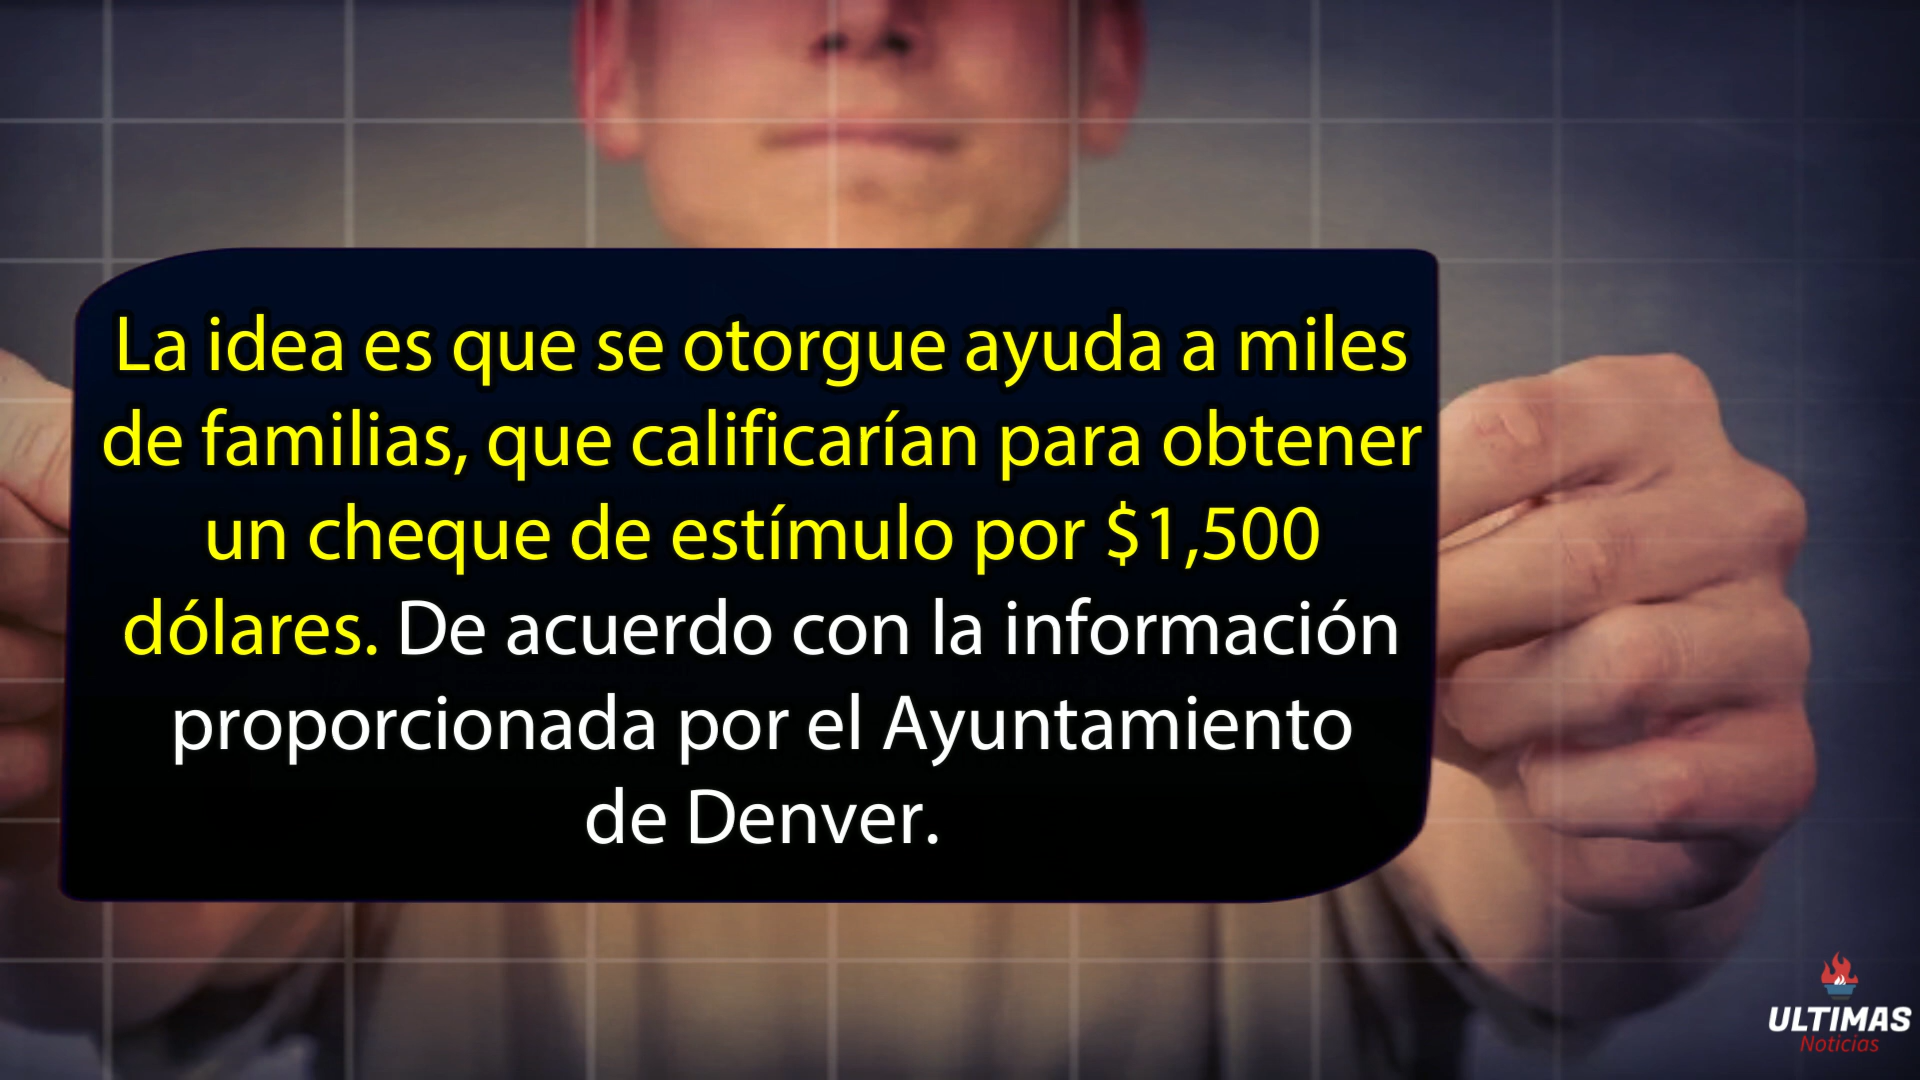 La idea es que se otorgue ayuda a miles
de familias, que calificarían para obtener
un cheque de estímulo por $1,500
dólares. De acuerdo con la información
proporcionada por el Ayuntamiento
de Denver.
ULTIMAS
Noticias